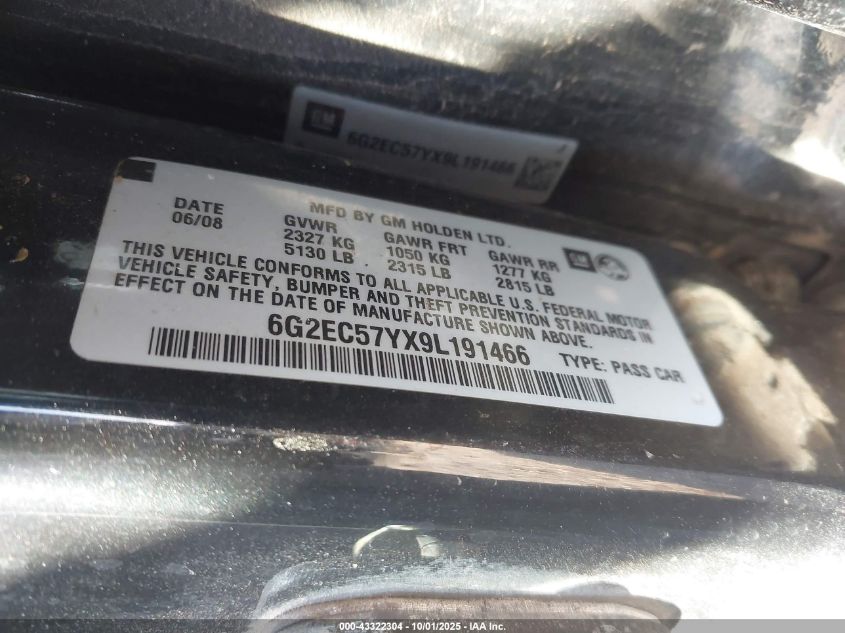 GM
6G2EC57YX9L191466
DATE
06/08
MFD BY GM HOLDEN LTD.
GVWR
2327 KG
5130 LB
GAWR FRT
1050 KG
2315 LB
GAWR RR
1277 KG
2815 LB
GM
THIS VEHICLE CONFORMS TO ALL APPLICABLE U.S. FEDERAL MOTOR
VEHICLE SAFETY, BUMPER AND THEFT PREVENTION STANDARDS IN
EFFECT ON THE DATE OF MANUFACTURE SHOWN ABOVE.
6G2EC57YX9L191466
TYPE: PASS CAR
000-43322304 - 10/01/2025 - IAA Inc.